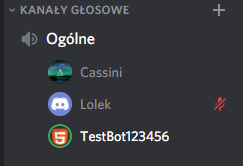 KANAŁY GŁOSOWE
Ogólne
Cassini
Lolek
TestBot123456